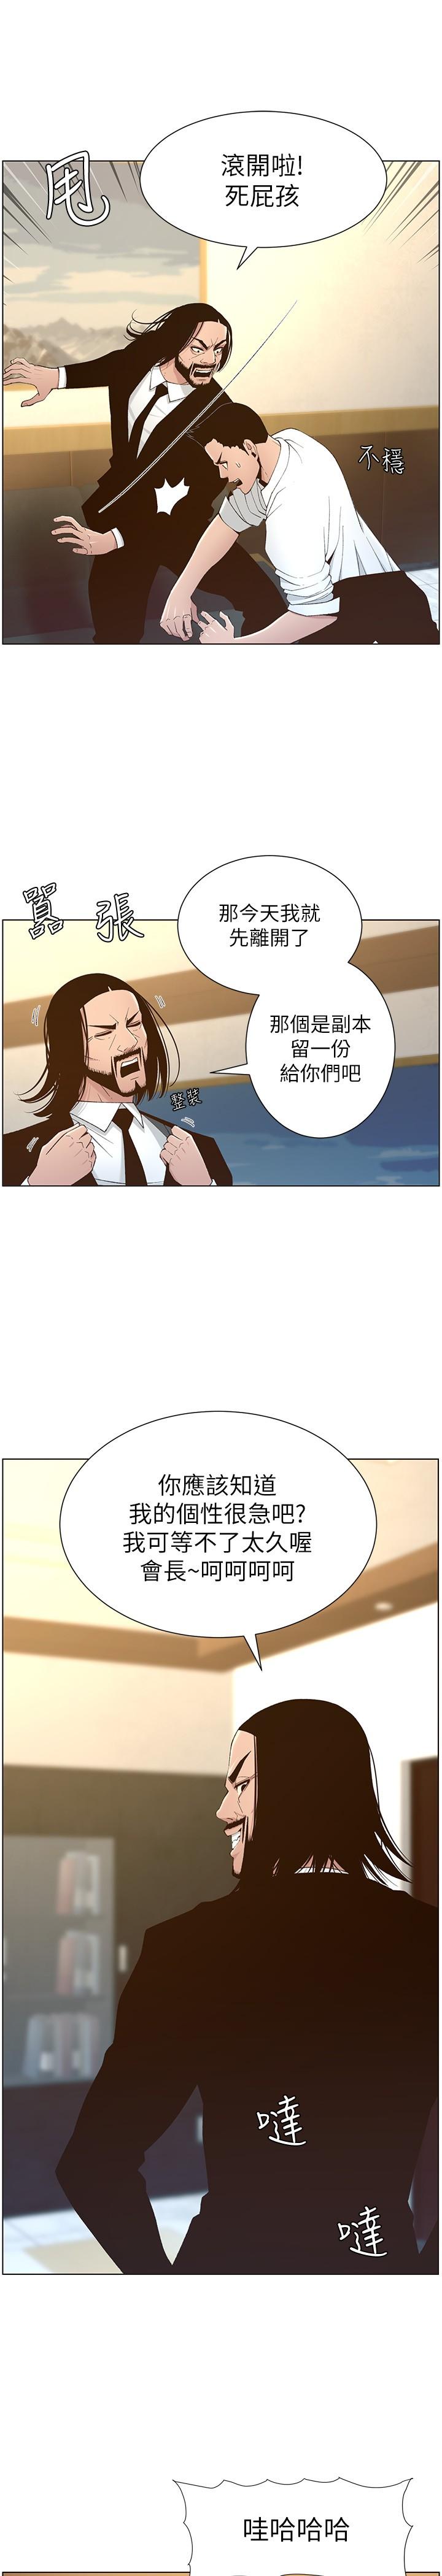 滾開啦!
死屁孩
甩
不穩
囂張
那今天我就
先離開了
那個是副本
留一份
給你們吧
整裝
你應該知道
我的個性很急吧?
我可等不了太久喔
會長~呵呵呵呵
噠
噠
哇哈哈哈